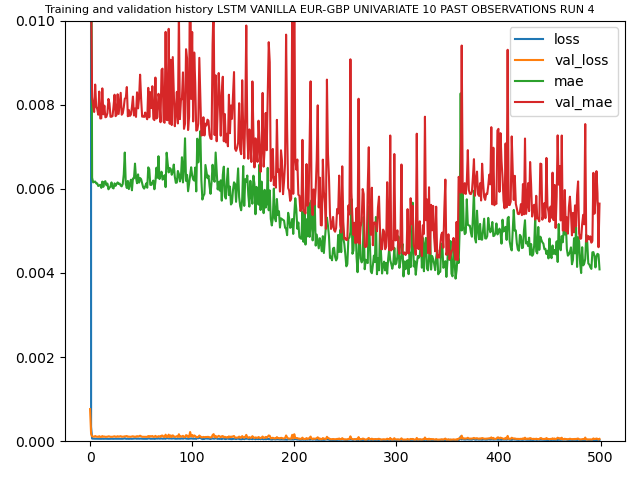 Training and validation history LSTM VANILLA EUR-GBP UNIVARIATE 10 PAST OBSERVATIONS RUN 4
0.010
0.008
0.006
0.004
0.002
0.000
0 100 200 300 400 500
loss
val_loss
mae
val_mae